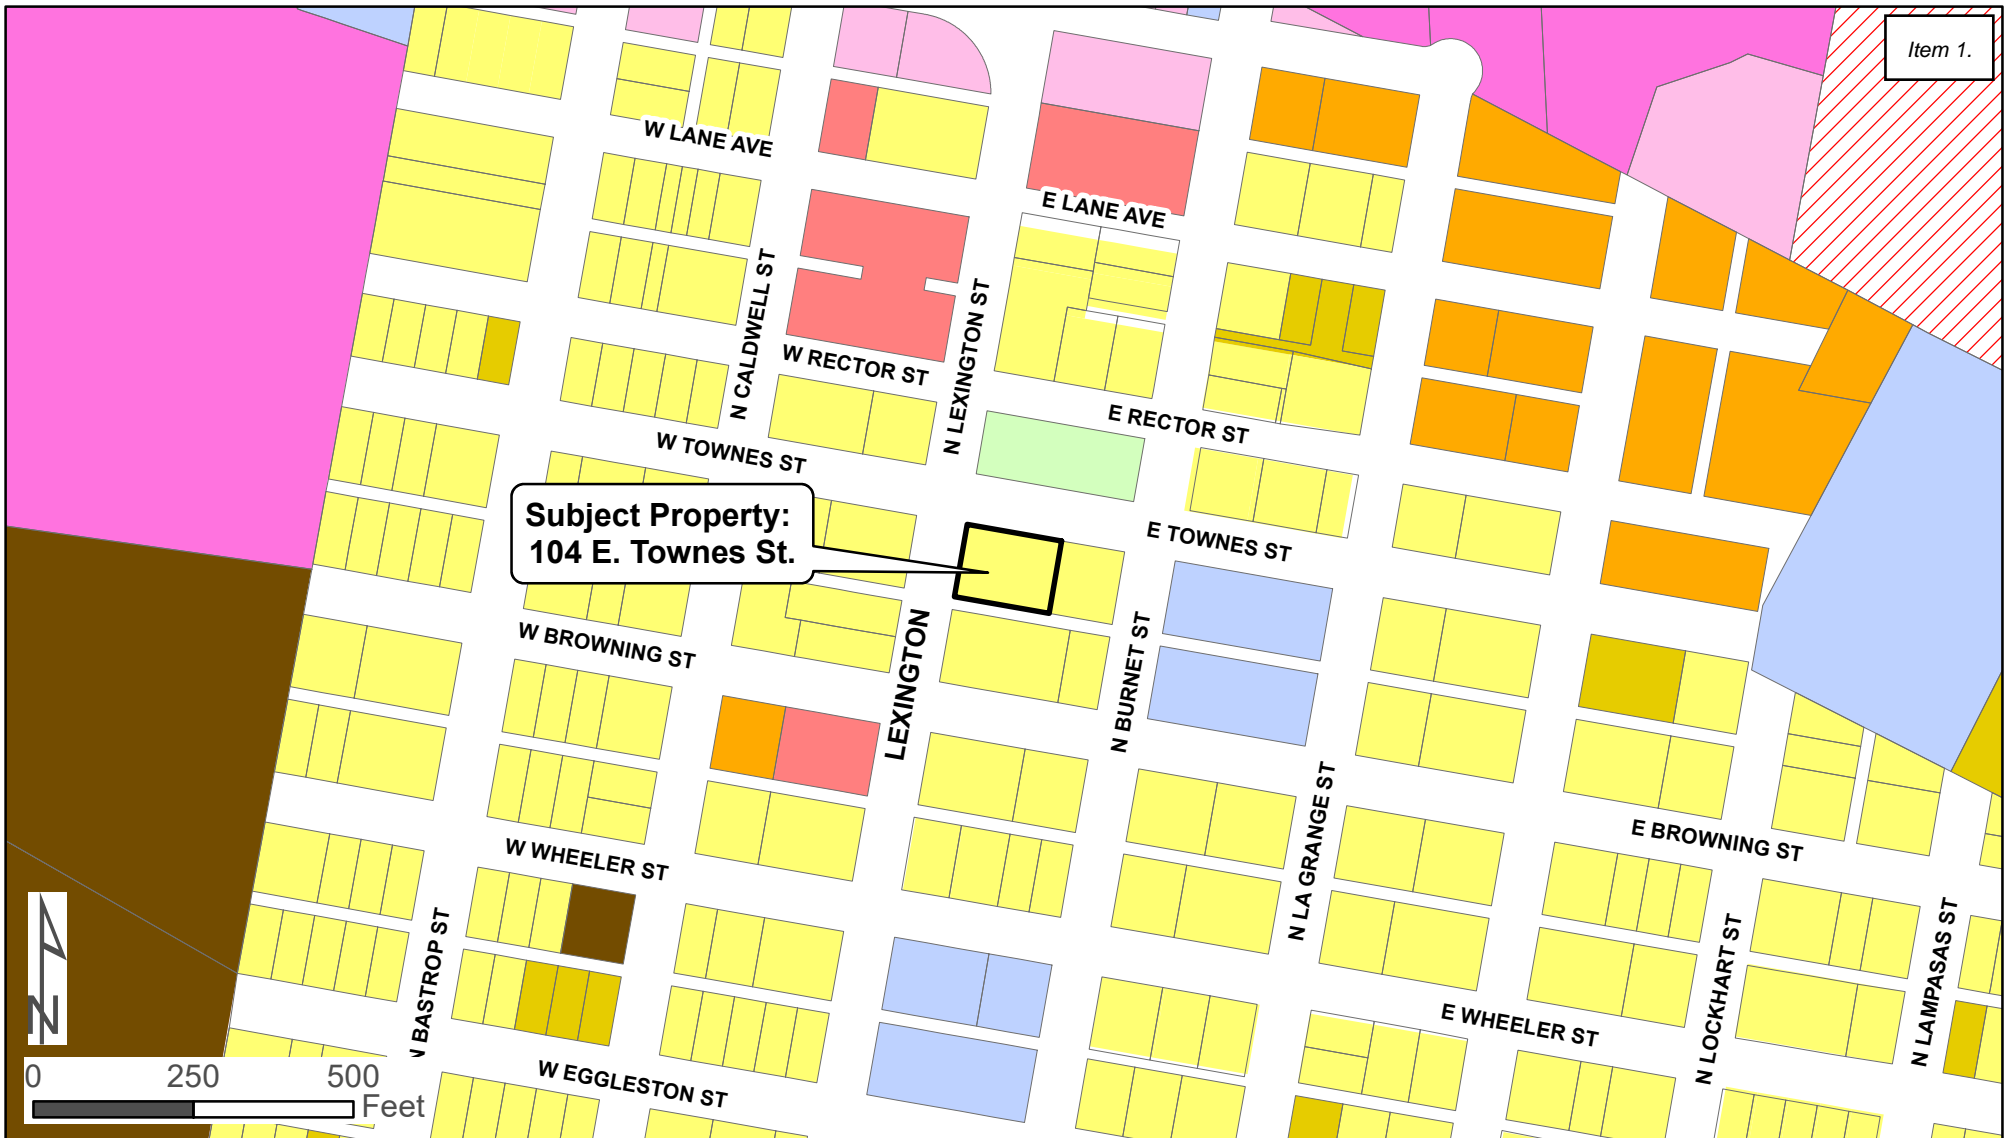 Item 1.
W LANE AVE
E LANE AVE
N CALDWELL ST
N LEXINGTON ST
W RECTOR ST
E RECTOR ST
W TOWNES ST
Subject Property:
104 E. Townes St.
E TOWNES ST
W BROWNING ST
LEXINGTON
N BURNET ST
N LA GRANGE ST
E BROWNING ST
W WHEELER ST
N BASTROP ST
N LOCKHART ST
N LAMPASAS ST
E WHEELER ST
W EGGLESTON ST
N
0 250 500
Feet